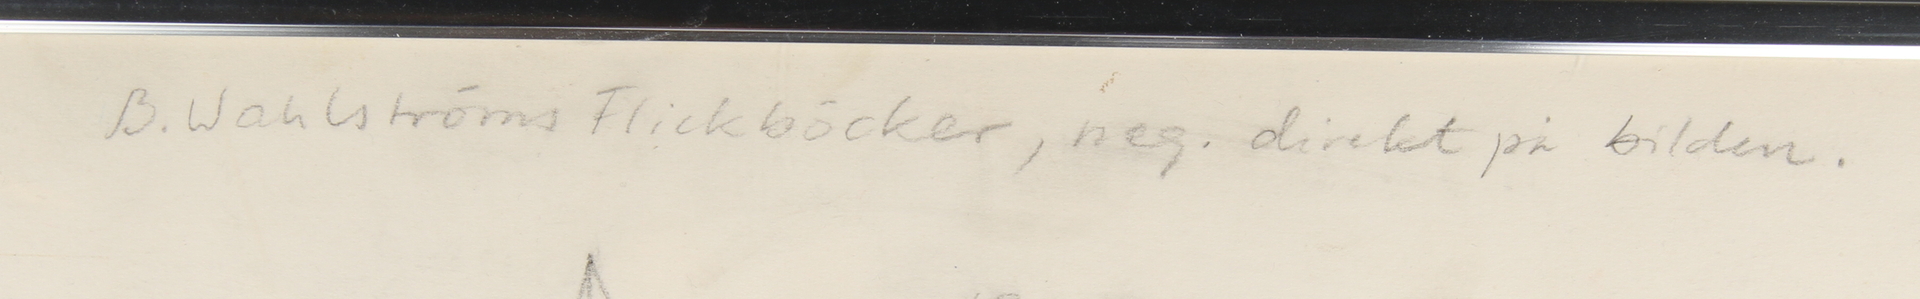 B. Wahlströms Flickböcker, neg. direkt på bilden.